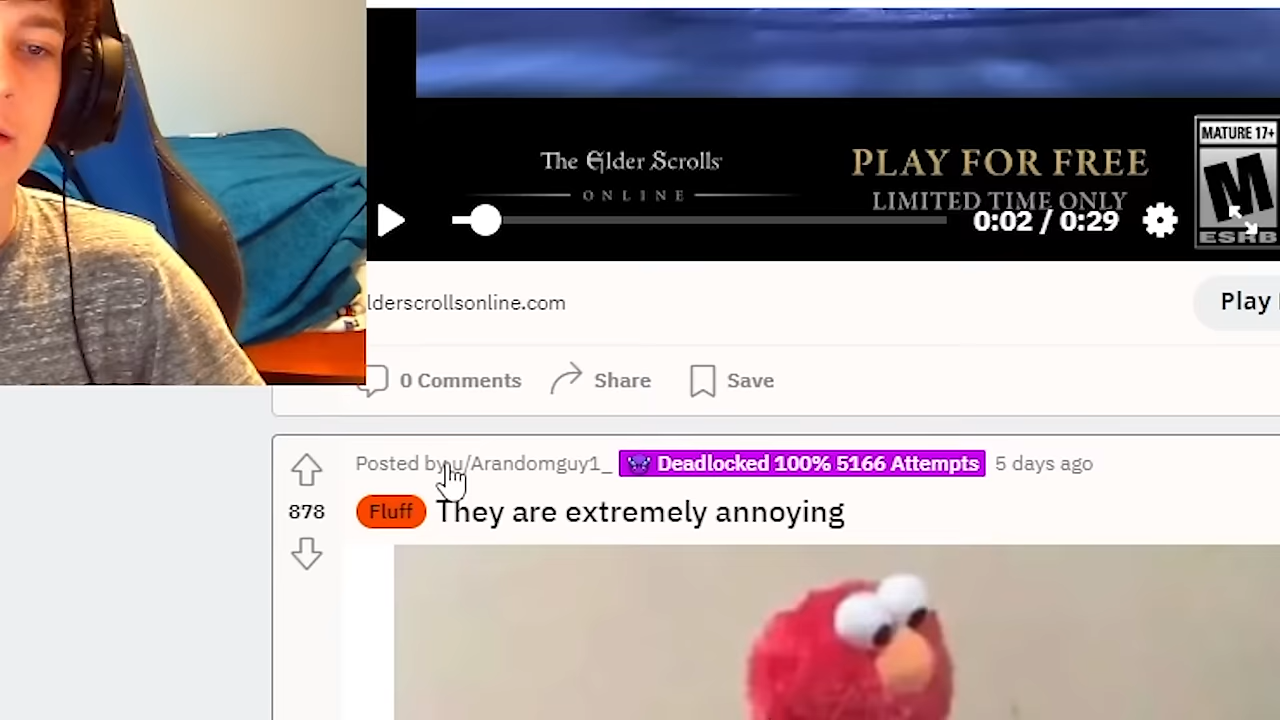 The Elder Scrolls
ONLINE
PLAY FOR FREE
LIMITED TIME ONLY
MATURE 17+
M
ESRB
0:02 / 0:29
lderscrollsonline.com
Play
0 Comments
Share
Save
Posted by u/Arandomguy1_ Deadlocked 100% 5166 Attempts 5 days ago
878
Fluff They are extremely annoying